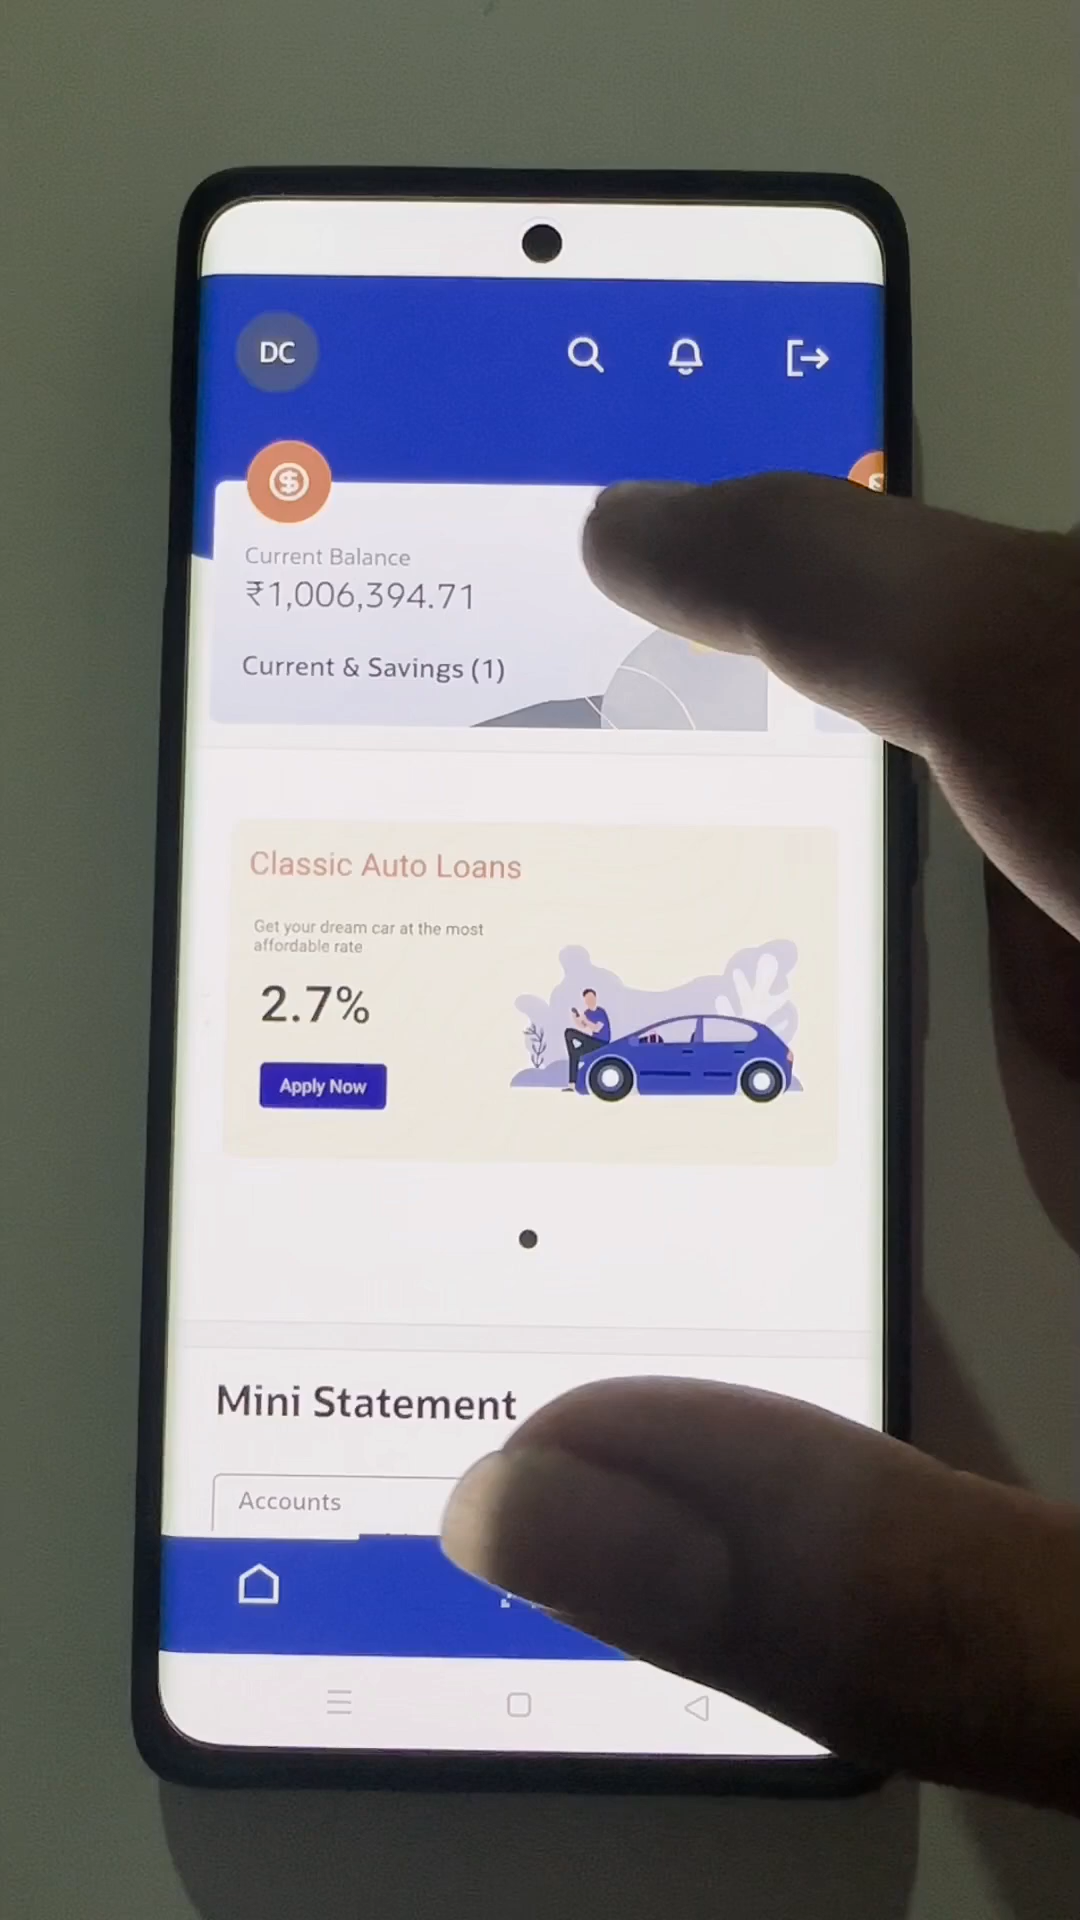 DC
Current Balance
₹1,006,394.71
Current & Savings (1)
Classic Auto Loans
Get your dream car at the most
affordable rate
2.7%
Apply Now
Mini Statement
Accounts